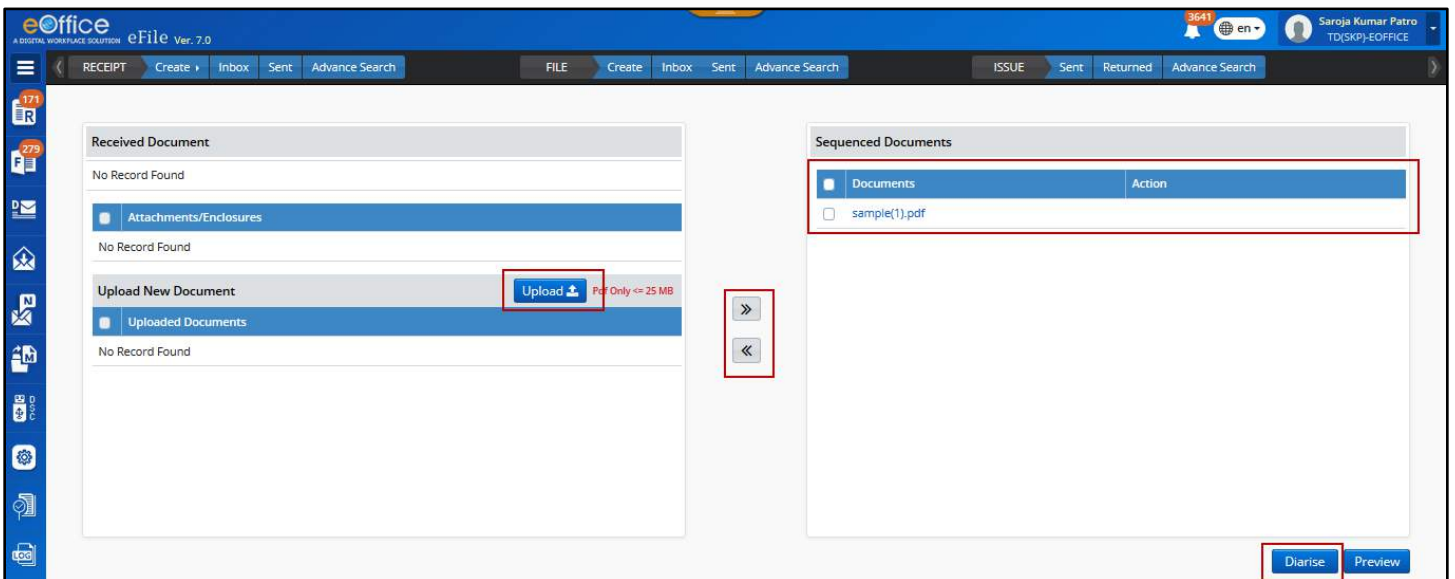 eOffice
A DIGITAL WORKPLACE SOLUTION eFile Ver. 7.0
3641
en
Saroja Kumar Patro
TD(SKP)-EOFFICE
RECEIPT Create Inbox Sent Advance Search
FILE Create Inbox Sent Advance Search
ISSUE Sent Returned Advance Search
171
R
279
F
D
N
M
DSC
LOG
Received Document
No Record Found
Attachments/Enclosures
No Record Found
Upload New Document Upload Pdf Only <= 25 MB
Uploaded Documents
No Record Found
Sequenced Documents
Documents Action
sample(1).pdf
Diarise Preview